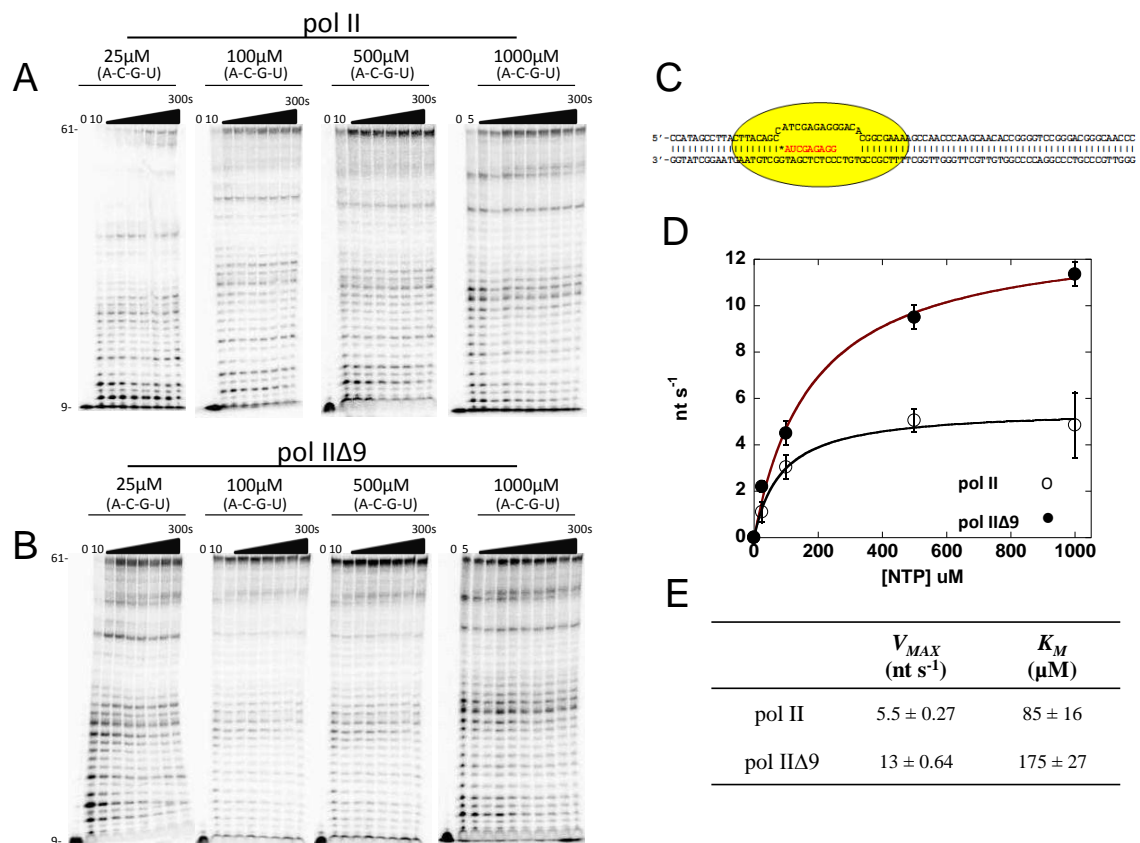 pol II
A
25µM
(A-C-G-U)
100µM
(A-C-G-U)
500µM
(A-C-G-U)
1000µM
(A-C-G-U)
300s 300s 300s 300s
0 10 0 10 0 10 0 5
61-
9-
pol IIΔ9
B
25µM
(A-C-G-U)
100µM
(A-C-G-U)
500µM
(A-C-G-U)
1000µM
(A-C-G-U)
300s 300s 300s 300s
0 10 0 10 0 10 0 5
61-
9-
C
5'-CCATAGCCTTACTTACAGCCATCGAGAGGGACACGGCGAAAAGCCAACCCAAGCAACACCGGGGTCCGGGACGGGCAACCC
*AUCGAGAGG
3'-GGTATCGGAATGAATGTCGGTAGCTCTCCCTGTGCCGCTTTTCGGTTGGGTTCGTTGTGGCCCCAGGCCCTGCCCGTTGGG
D
12
10
8
6
4
2
0
nt s-1
pol II
pol IIΔ9
0 200 400 600 800 1000
[NTP] uM
E
VMAX KM
(nt s-1) (µM)
pol II 5.5 ± 0.27 85 ± 16
pol IIΔ9 13 ± 0.64 175 ± 27